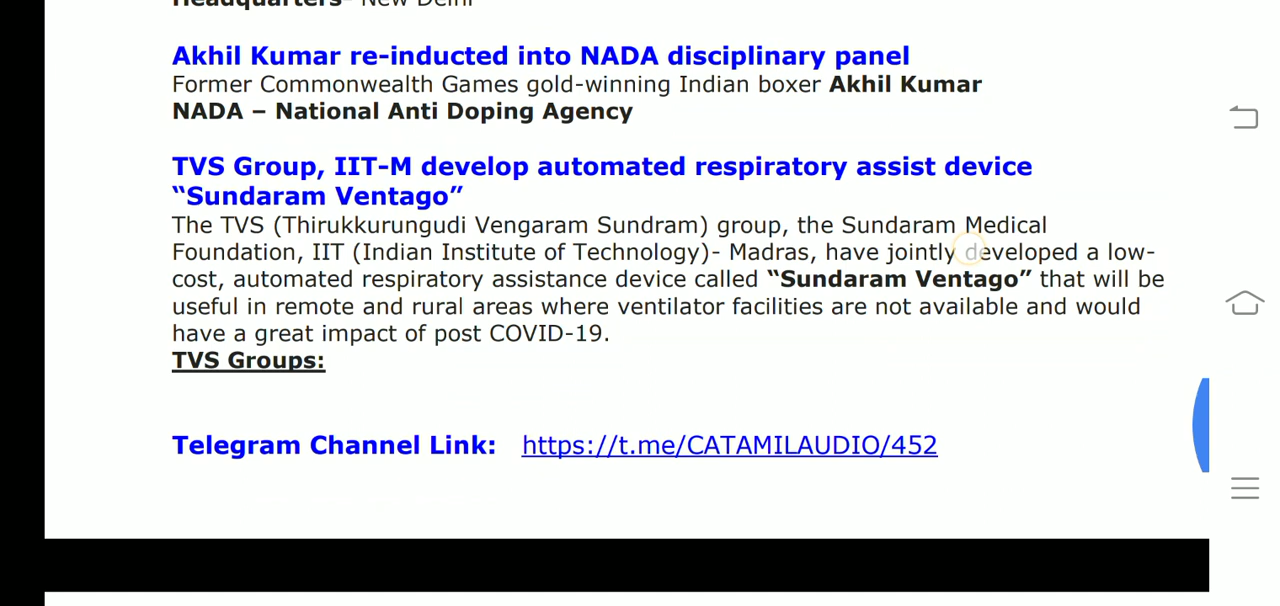 Headquarters- New Delhi
Akhil Kumar re-inducted into NADA disciplinary panel
Former Commonwealth Games gold-winning Indian boxer Akhil Kumar
NADA – National Anti Doping Agency
TVS Group, IIT-M develop automated respiratory assist device
“Sundaram Ventago”
The TVS (Thirukkurungudi Vengaram Sundram) group, the Sundaram Medical
Foundation, IIT (Indian Institute of Technology)- Madras, have jointly developed a low-
cost, automated respiratory assistance device called “Sundaram Ventago” that will be
useful in remote and rural areas where ventilator facilities are not available and would
have a great impact of post COVID-19.
TVS Groups:
Telegram Channel Link: https://t.me/CATAMILAUDIO/452